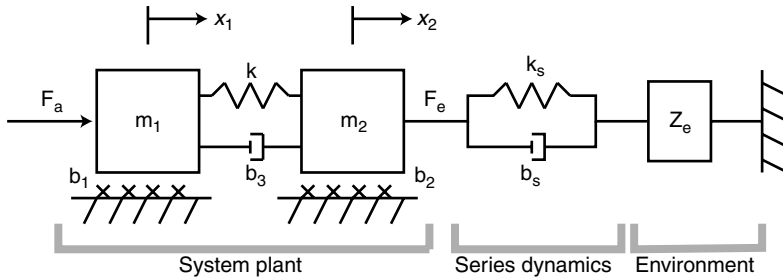 x₁
x₂
k
kₛ
Fₐ
m₁
m₂
Fₑ
Zₑ
b₁
b₃
b₂
bₛ
System plant
Series dynamics
Environment